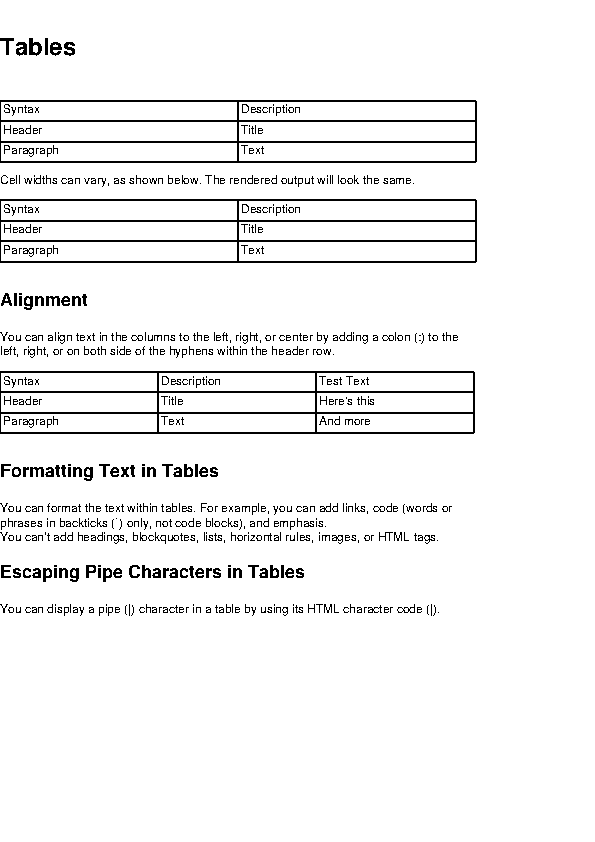 Tables
Syntax Description
Header Title
Paragraph Text
Cell widths can vary, as shown below. The rendered output will look the same.
Syntax Description
Header Title
Paragraph Text
Alignment
You can align text in the columns to the left, right, or center by adding a colon (:) to the
left, right, or on both side of the hyphens within the header row.
Syntax Description Test Text
Header Title Here's this
Paragraph Text And more
Formatting Text in Tables
You can format the text within tables. For example, you can add links, code (words or
phrases in backticks (`) only, not code blocks), and emphasis.
You can't add headings, blockquotes, lists, horizontal rules, images, or HTML tags.
Escaping Pipe Characters in Tables
You can display a pipe (|) character in a table by using its HTML character code (|).